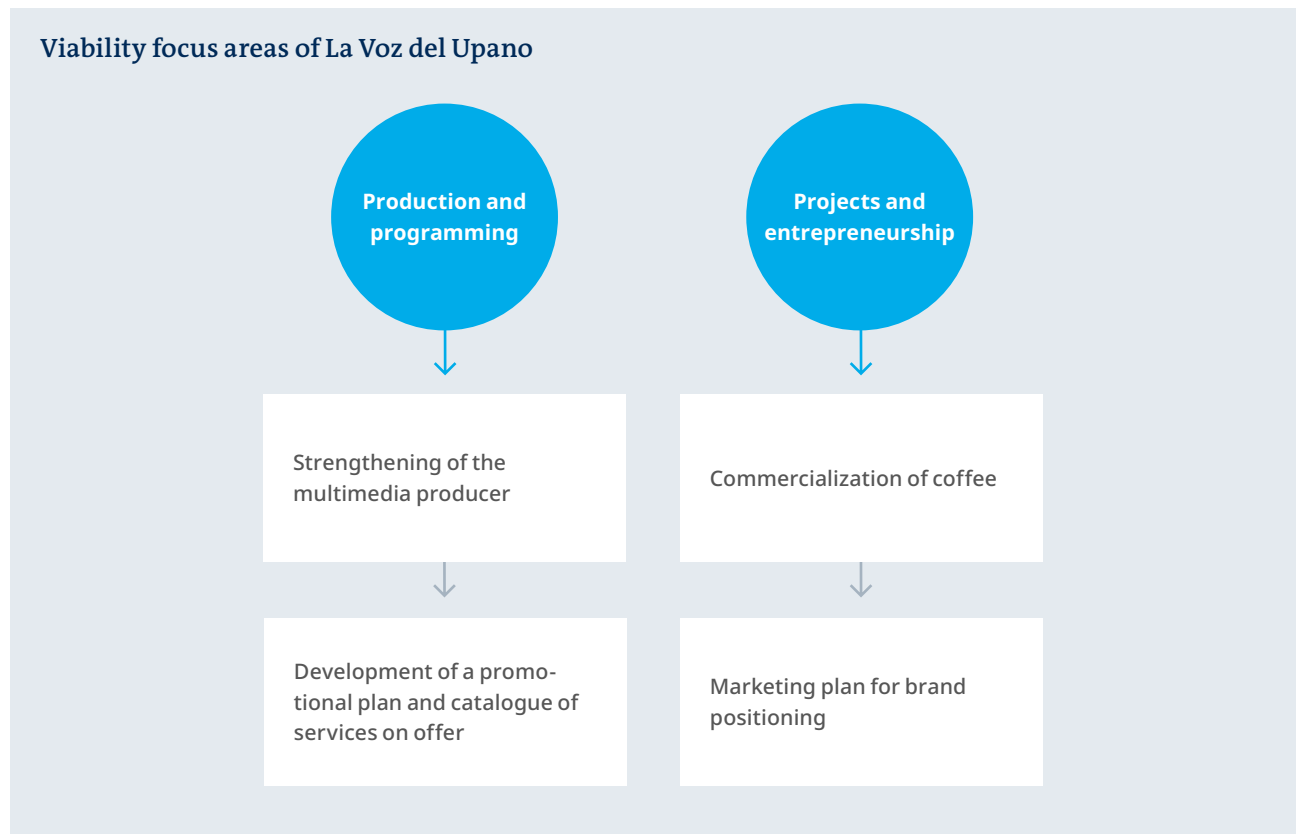 Viability focus areas of La Voz del Upano
Production and
programming
Projects and
entrepreneurship
Strengthening of the
multimedia producer
Commercialization of coffee
Development of a promo-
tional plan and catalogue of
services on offer
Marketing plan for brand
positioning